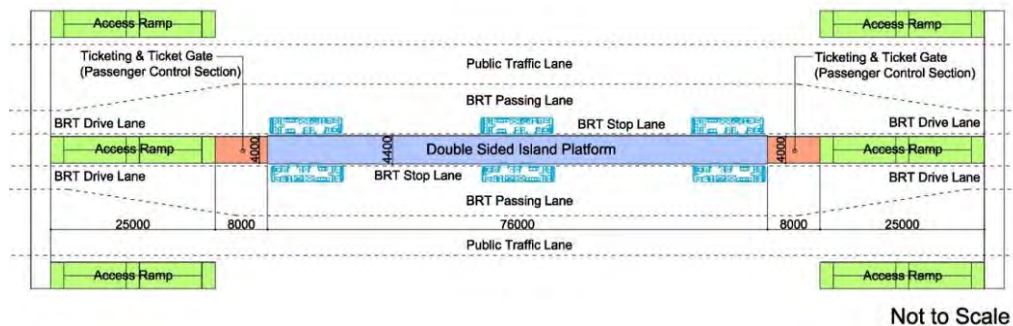 Access Ramp
Access Ramp
Ticketing & Ticket Gate
(Passenger Control Section)
Public Traffic Lane
Ticketing & Ticket Gate
(Passenger Control Section)
BRT Passing Lane
BRT Drive Lane
BRT Stop Lane
BRT Drive Lane
Access Ramp
4000
4400
Double Sided Island Platform
4000
Access Ramp
BRT Drive Lane
BRT Stop Lane
BRT Drive Lane
BRT Passing Lane
25000
8000
76000
8000
25000
Public Traffic Lane
Access Ramp
Access Ramp
Not to Scale